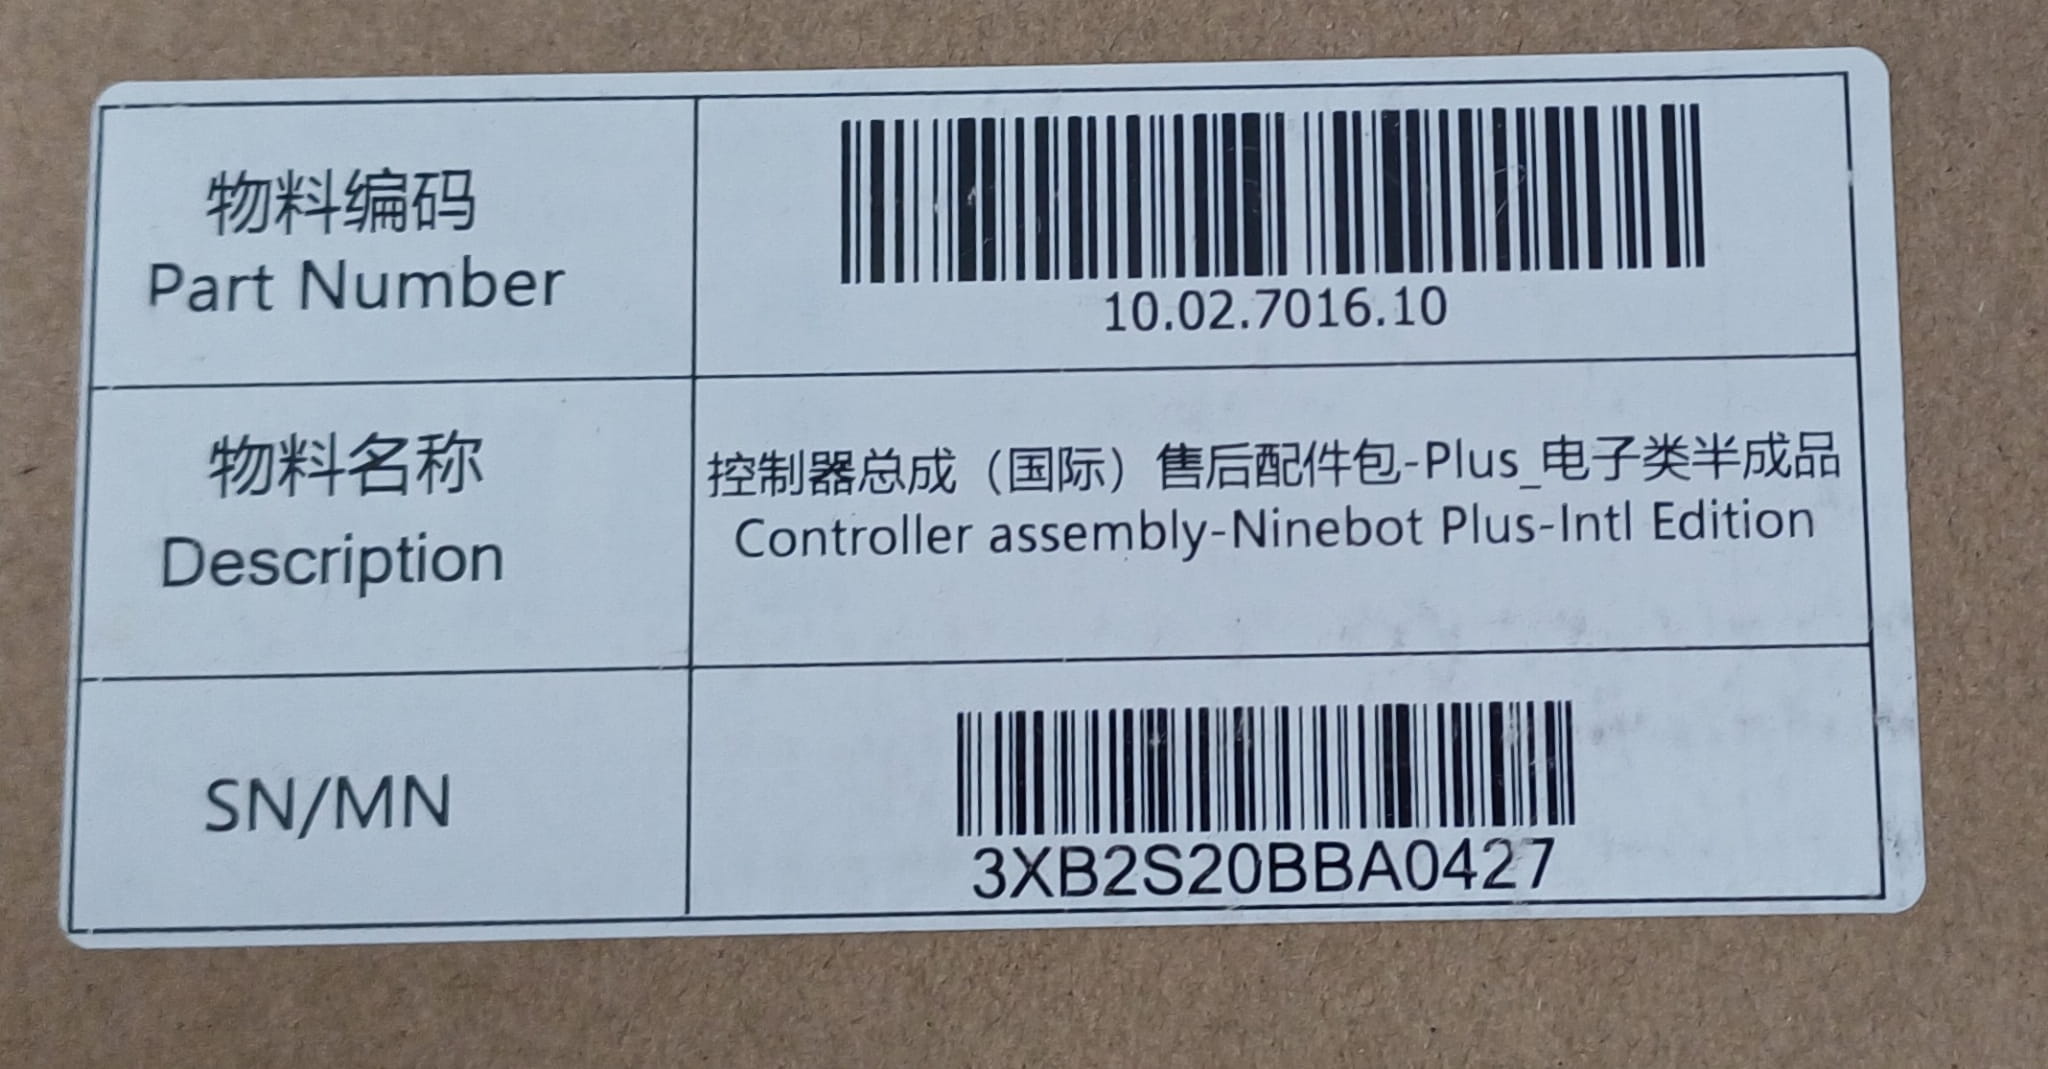 物料编码
Part Number
10.02.7016.10
物料名称
Description
控制器总成（国际）售后配件包-Plus_电子类半成品
Controller assembly-Ninebot Plus-Intl Edition
SN/MN
3XB2S20BBA0427